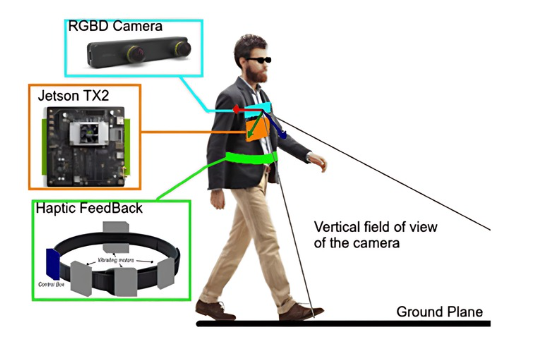 RGBD Camera
Jetson TX2
Haptic FeedBack
Vibrating motors
Control Box
Vertical field of view
of the camera
Ground Plane